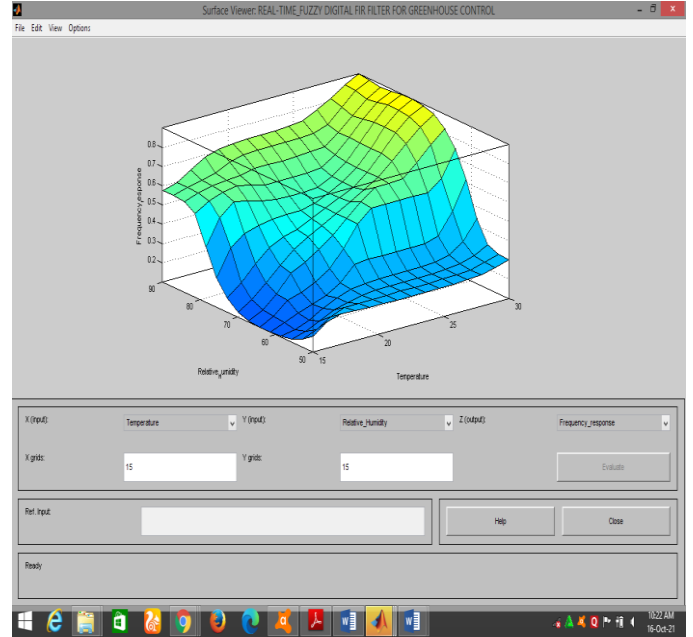 Surface Viewer: REAL-TIME_FUZZY DIGITAL FIR FILTER FOR GREENHOUSE CONTROL
File Edit View Options
0.8
0.7
0.6
0.5
0.4
0.3
0.2
Frequencyresponse
90
80
70
60
90
15
20
25
30
RelativeHumidity
Temperature
X (input):
Temperature
Y (input):
Relative_Humidity
Z (output):
Frequency_response
X grids:
15
Y grids:
15
Evaluate
Ref. Input:
Help
Close
Ready
10:22 AM
16-Oct-21